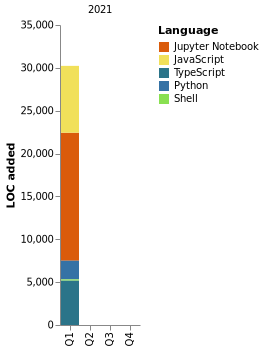 2021
Language
Jupyter Notebook
JavaScript
TypeScript
Python
Shell
LOC added
35,000
30,000
25,000
20,000
15,000
10,000
5,000
0
Q1
Q2
Q3
Q4